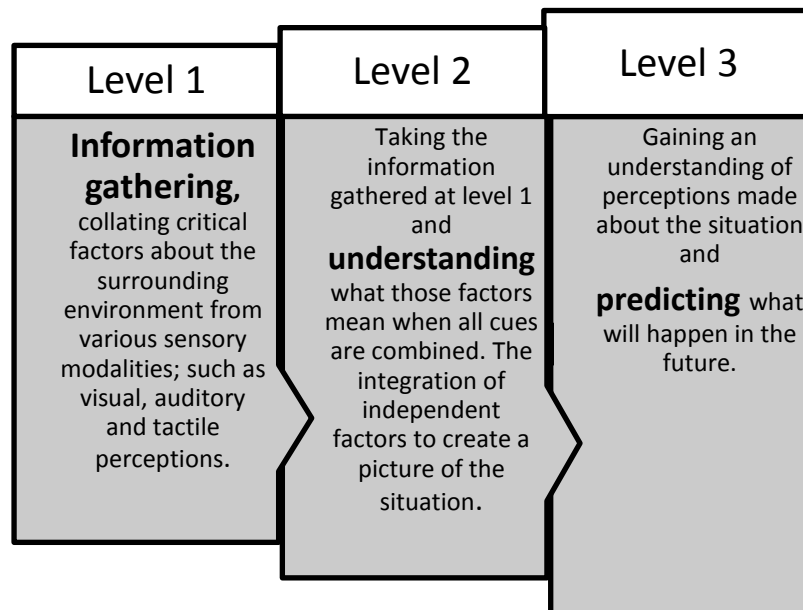 Level 1
Information
gathering,
collating critical
factors about the
surrounding
environment from
various sensory
modalities; such as
visual, auditory
and tactile
perceptions.
Level 2
Taking the
information
gathered at level 1
and
understanding
what those factors
mean when all cues
are combined. The
integration of
independent
factors to create a
picture of the
situation.
Level 3
Gaining an
understanding of
perceptions made
about the situation
and
predicting what
will happen in the
future.